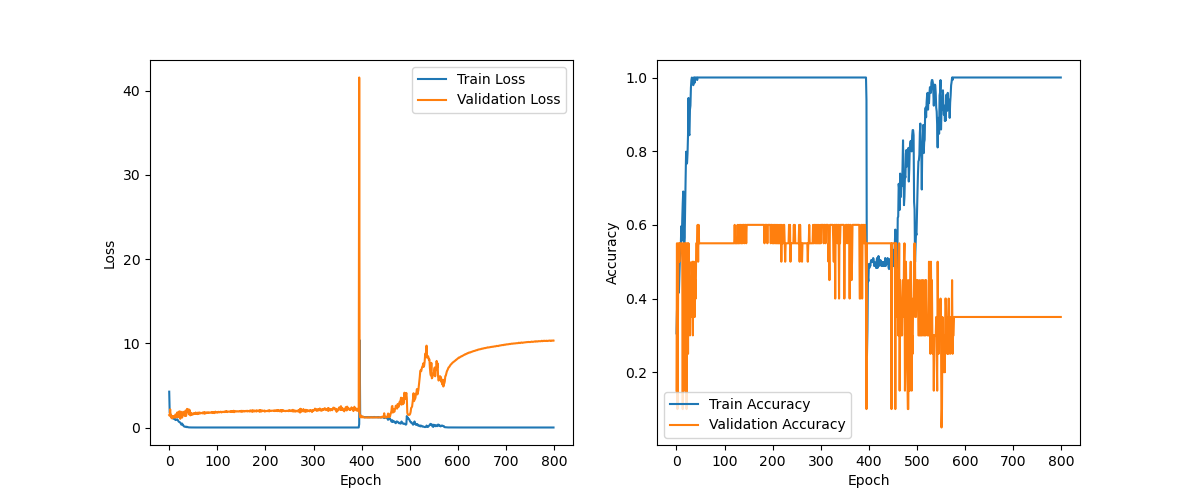 Train Loss
Validation Loss
40
30
20
10
0
Loss
0 100 200 300 400 500 600 700 800
Epoch
1.0
0.8
0.6
0.4
0.2
Accuracy
Train Accuracy
Validation Accuracy
0 100 200 300 400 500 600 700 800
Epoch